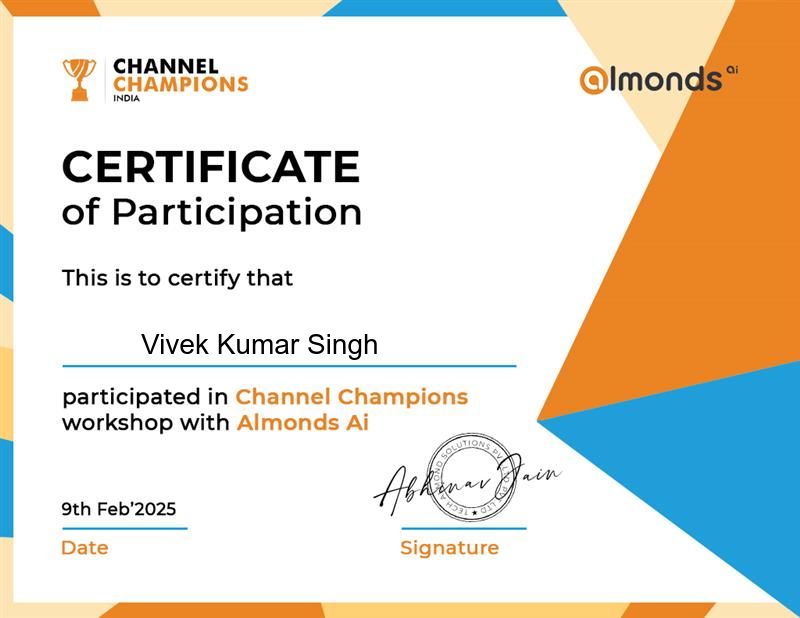 CHANNEL
CHAMPIONS
INDIA
almonds ai
CERTIFICATE
of Participation
This is to certify that
Vivek Kumar Singh
participated in Channel Champions
workshop with Almonds Ai
Abhinav Jain
TECH ALMOND SOLUTIONS PVT LTD
9th Feb’2025
Date
Signature